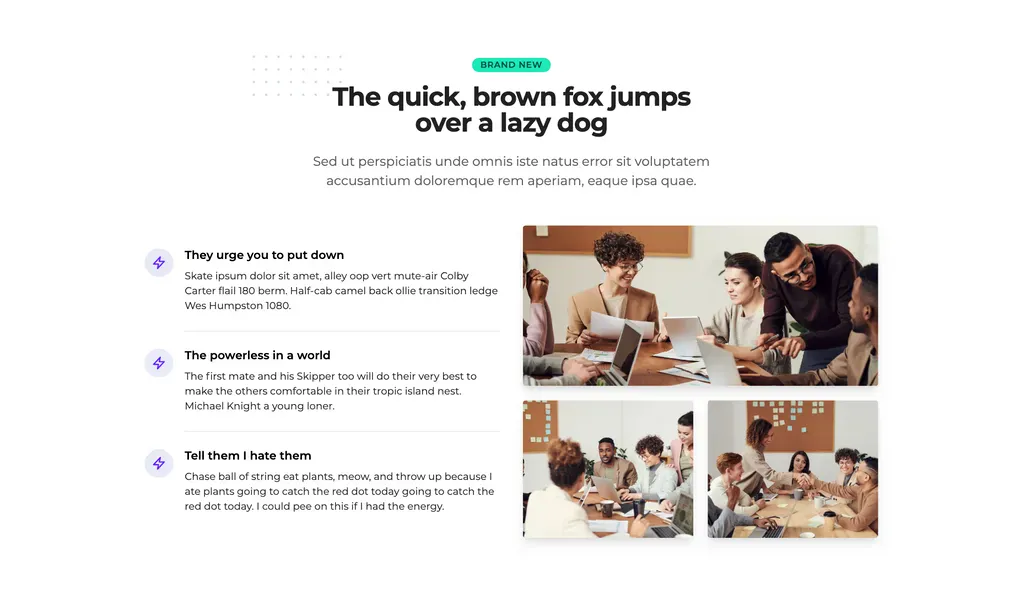 BRAND NEW
The quick, brown fox jumps
over a lazy dog
Sed ut perspiciatis unde omnis iste natus error sit voluptatem
accusantium doloremque rem aperiam, eaque ipsa quae.
They urge you to put down
Skate ipsum dolor sit amet, alley oop vert mute-air Colby
Carter flail 180 berm. Half-cab camel back ollie transition ledge
Wes Humpston 1080.
The powerless in a world
The first mate and his Skipper too will do their very best to
make the others comfortable in their tropic island nest.
Michael Knight a young loner.
Tell them I hate them
Chase ball of string eat plants, meow, and throw up because I
ate plants going to catch the red dot today going to catch the
red dot today. I could pee on this if I had the energy.